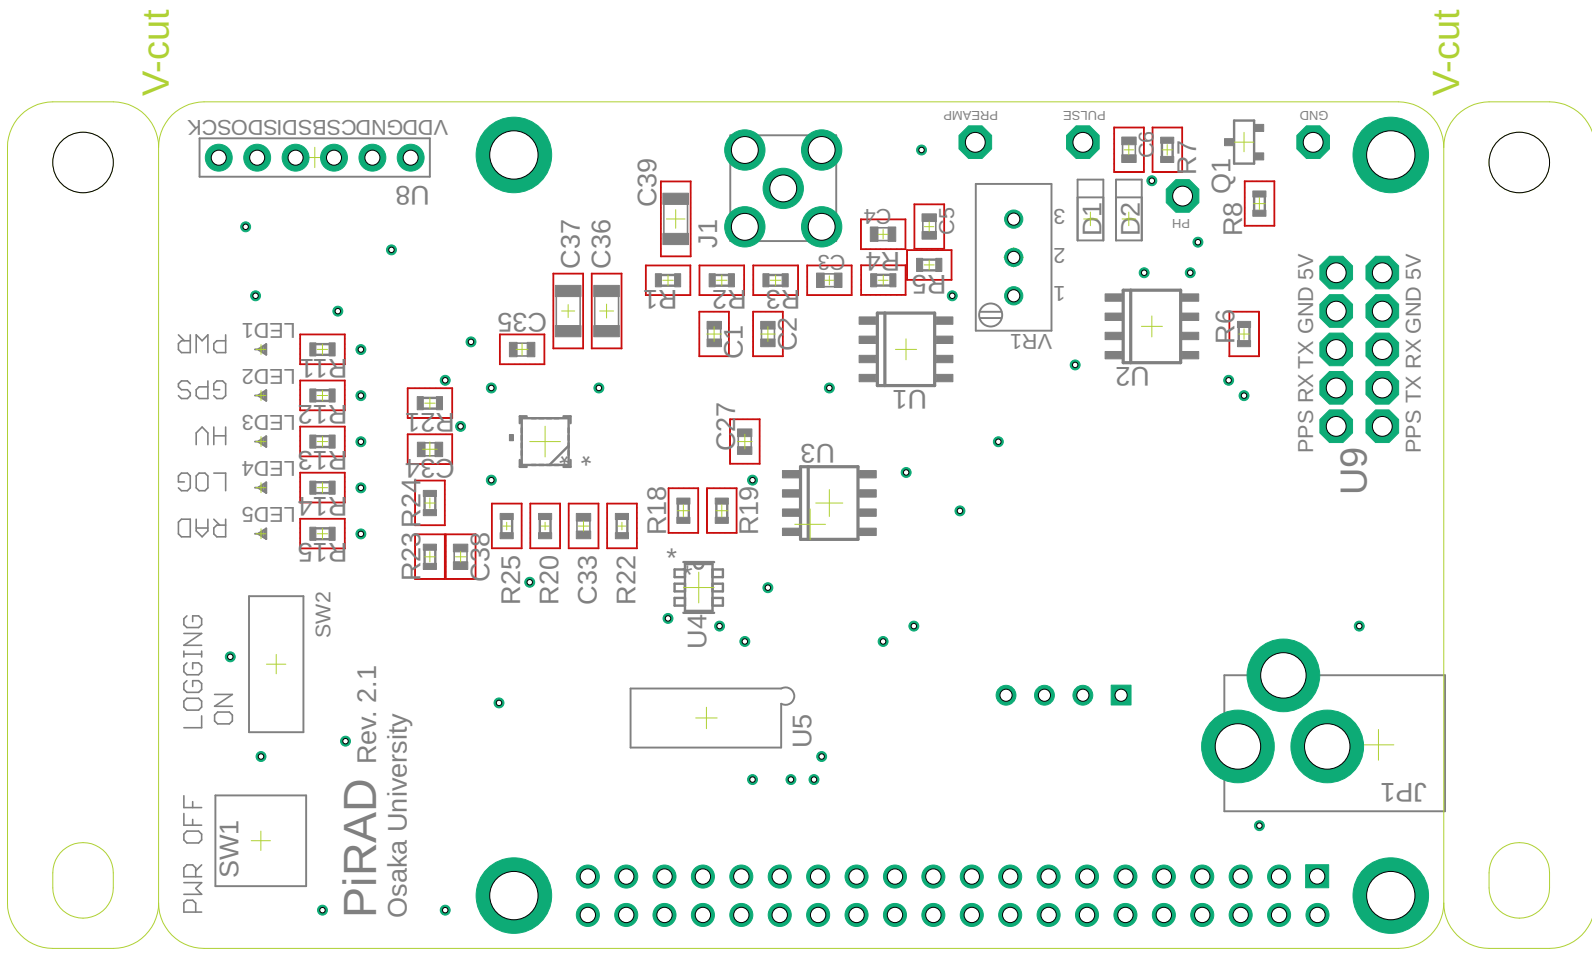 V-cut
V-cut
VDDGNDCSBSDISDOSCK
U8
PREAMP
PULSE
GND
C6
R7
Q1
R8
C39
J1
C4
C5
3
2
1
VR1
D1
D2
PH
C37
C36
R1
R2
R3
C3
R4
R5
C35
C1
C2
U1
U2
R6
PPS RX TX GND 5V
PPS TX RX GND 5V
U9
PWR
LED1
R11
GPS
LED2
R12
HV
LED3
R13
LOG
LED4
R14
RAD
LED5
R15
R21
C34
R24
R23
C38
* *
C27
U3
R18
R19
R25
R20
C33
R22
*
*
U4
LOGGING
ON
SW2
U5
PWR OFF
SW1
PiRAD Rev. 2.1
Osaka University
JP1